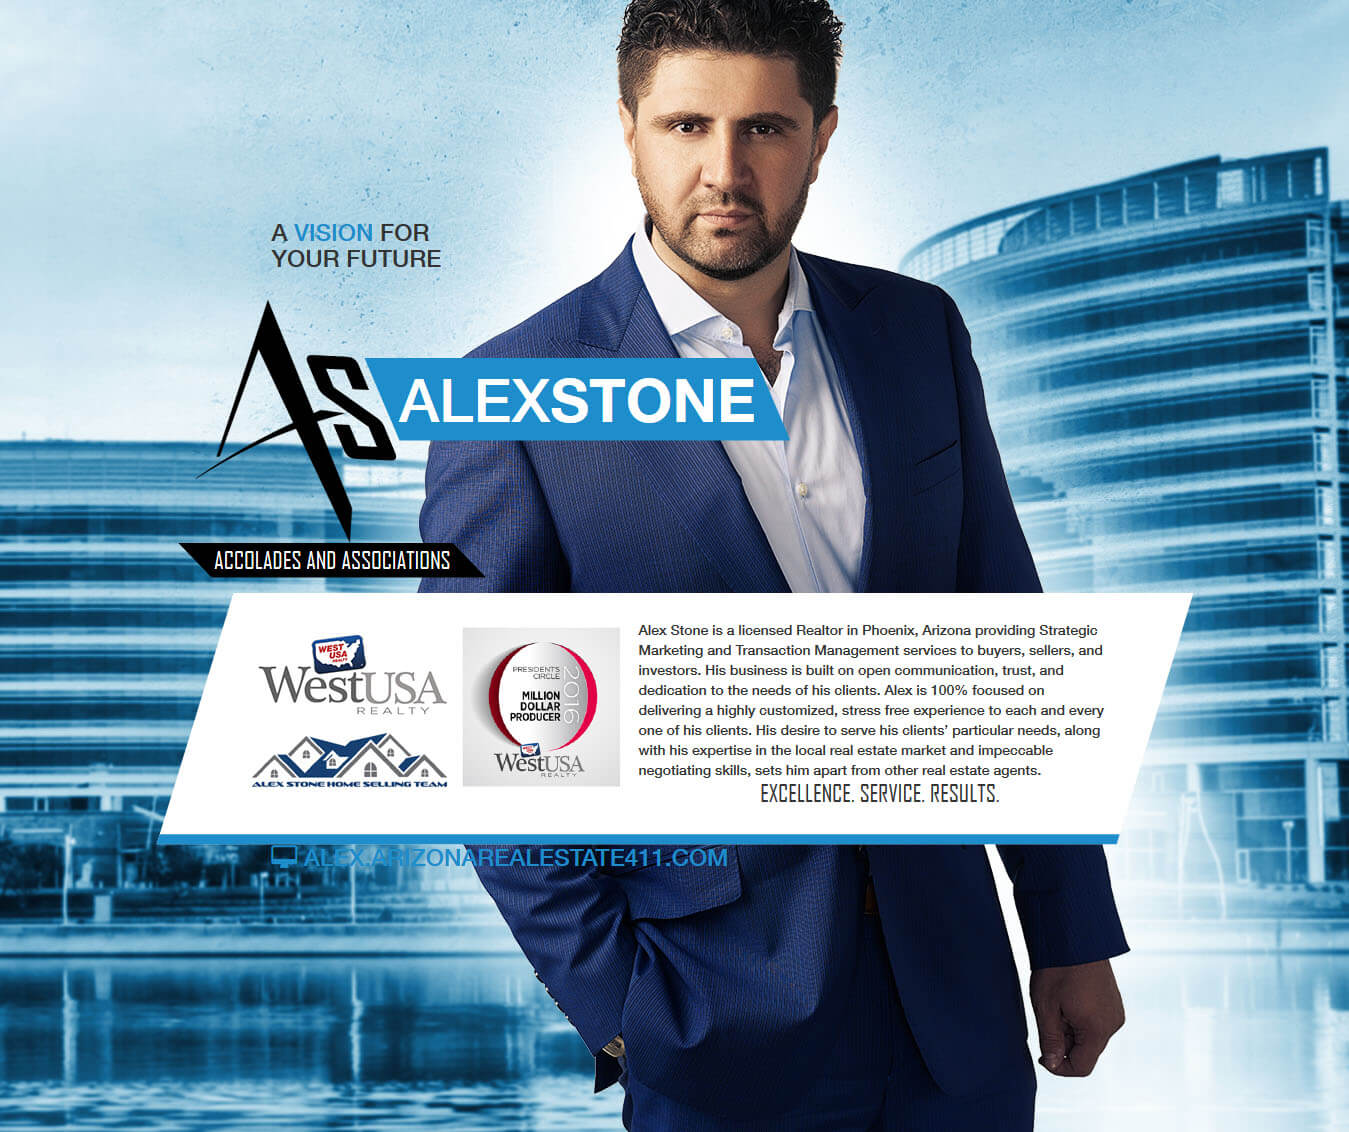 A VISION FOR
YOUR FUTURE
AS
ALEXSTONE
ACCOLADES AND ASSOCIATIONS
WEST
USA
REALTY
WestUSA
REALTY
ALEX STONE HOME SELLING TEAM
PRESIDENTS
CIRCLE
MILLION
DOLLAR
PRODUCER
2016
WestUSA
REALTY
Alex Stone is a licensed Realtor in Phoenix, Arizona providing Strategic
Marketing and Transaction Management services to buyers, sellers, and
investors. His business is built on open communication, trust, and
dedication to the needs of his clients. Alex is 100% focused on
delivering a highly customized, stress free experience to each and every
one of his clients. His desire to serve his clients’ particular needs, along
with his expertise in the local real estate market and impeccable
negotiating skills, sets him apart from other real estate agents.
EXCELLENCE. SERVICE. RESULTS.
ALEX.ARIZONAREALESTATE411.COM